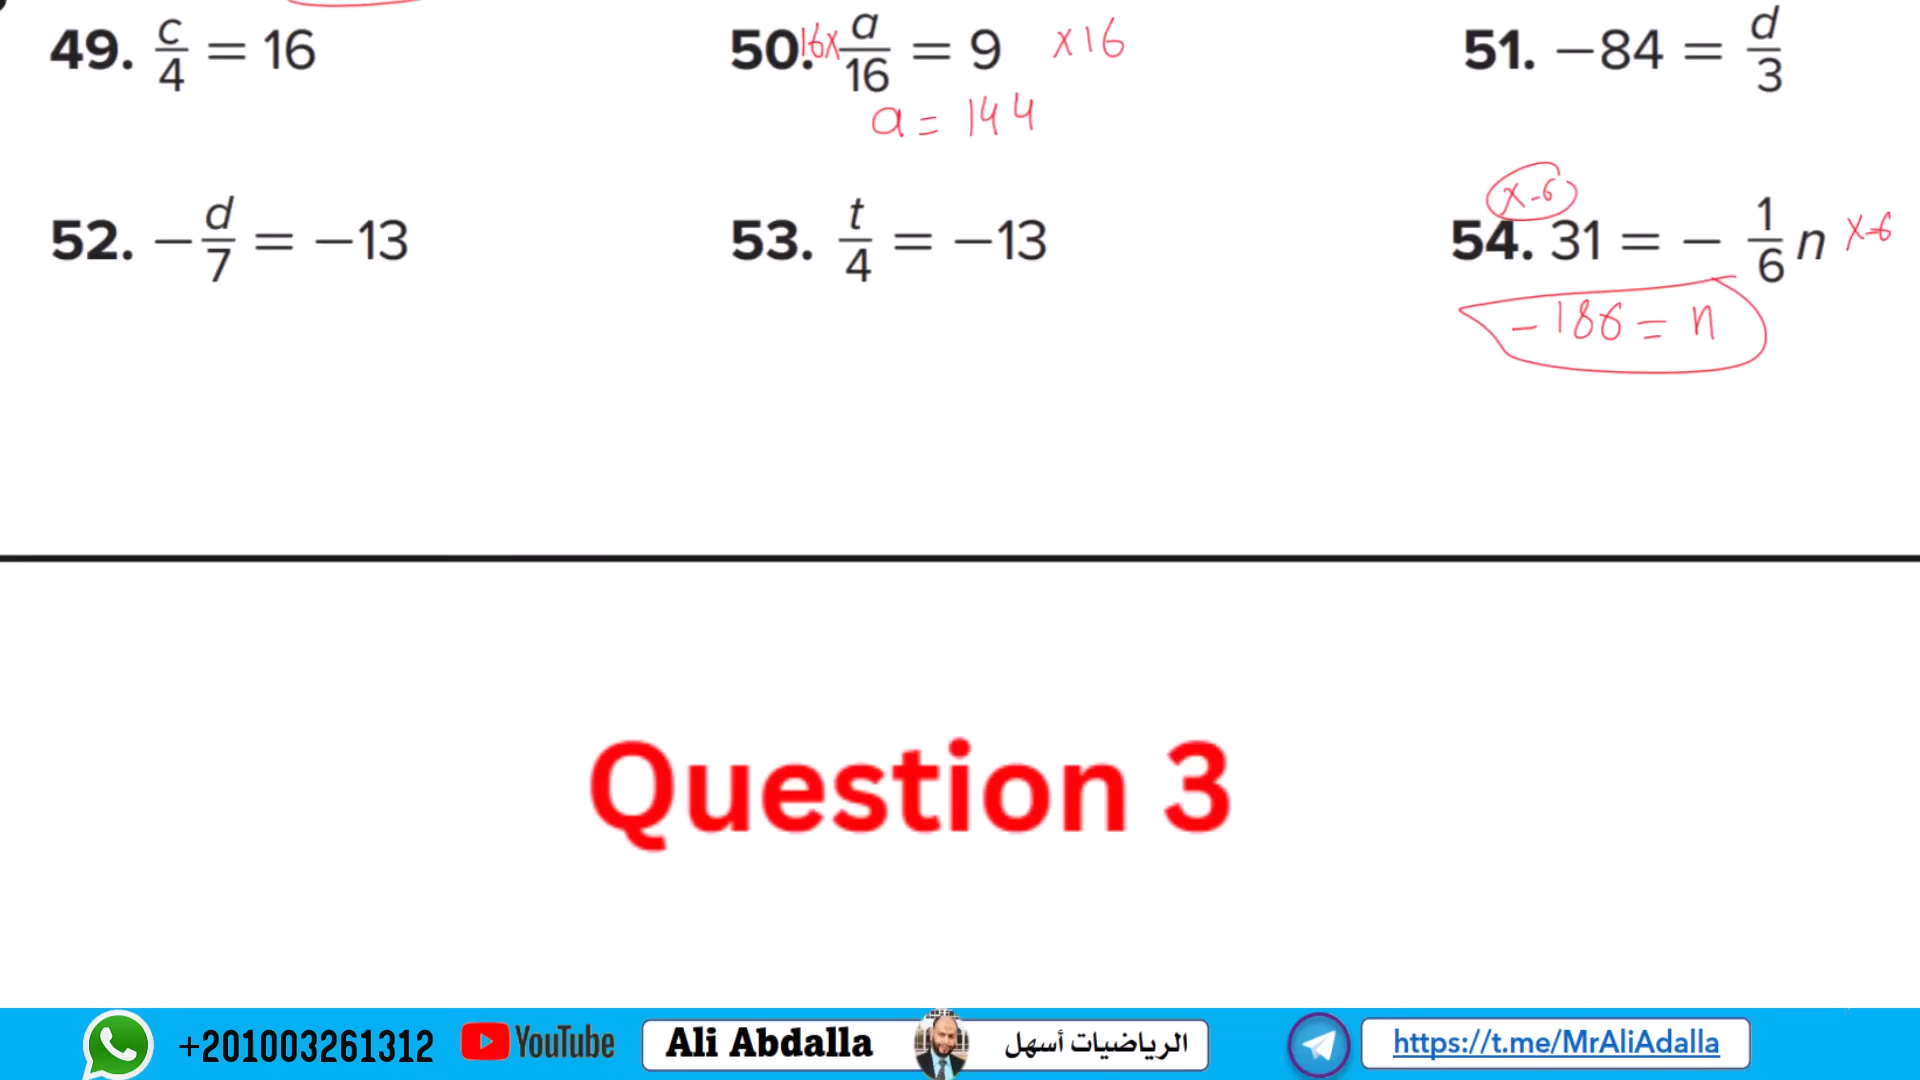 49. c/4 = 16
50. 16x a/16 = 9 x16
a = 144
51. −84 = d/3
52. −d/7 = −13
53. t/4 = −13
x-6
54. 31 = − 1/6 n x-6
- 186 = n
Question 3
+201003261312 YouTube Ali Abdalla الرياضيات أسهل https://t.me/MrAliAdalla